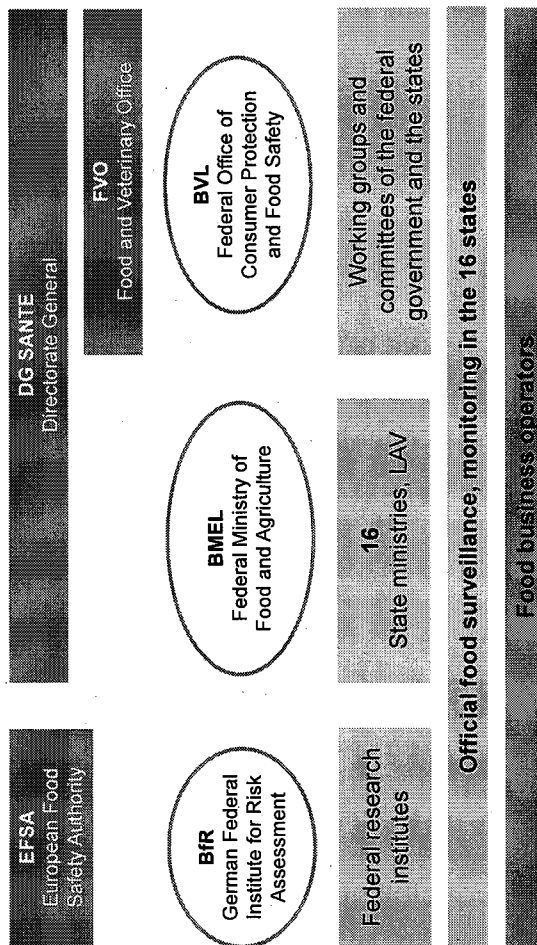 EFSA
European Food
Safety Authority
DG SANTE
Directorate General
FVO
Food and Veterinary Office
BfR
German Federal
Institute for Risk
Assessment
BMEL
Federal Ministry of
Food and Agriculture
BVL
Federal Office of
Consumer Protection
and Food Safety
Federal research
institutes
16
State ministries, LAV
Working groups and
committees of the federal
government and the states
Official food surveillance, monitoring in the 16 states
Food business operators